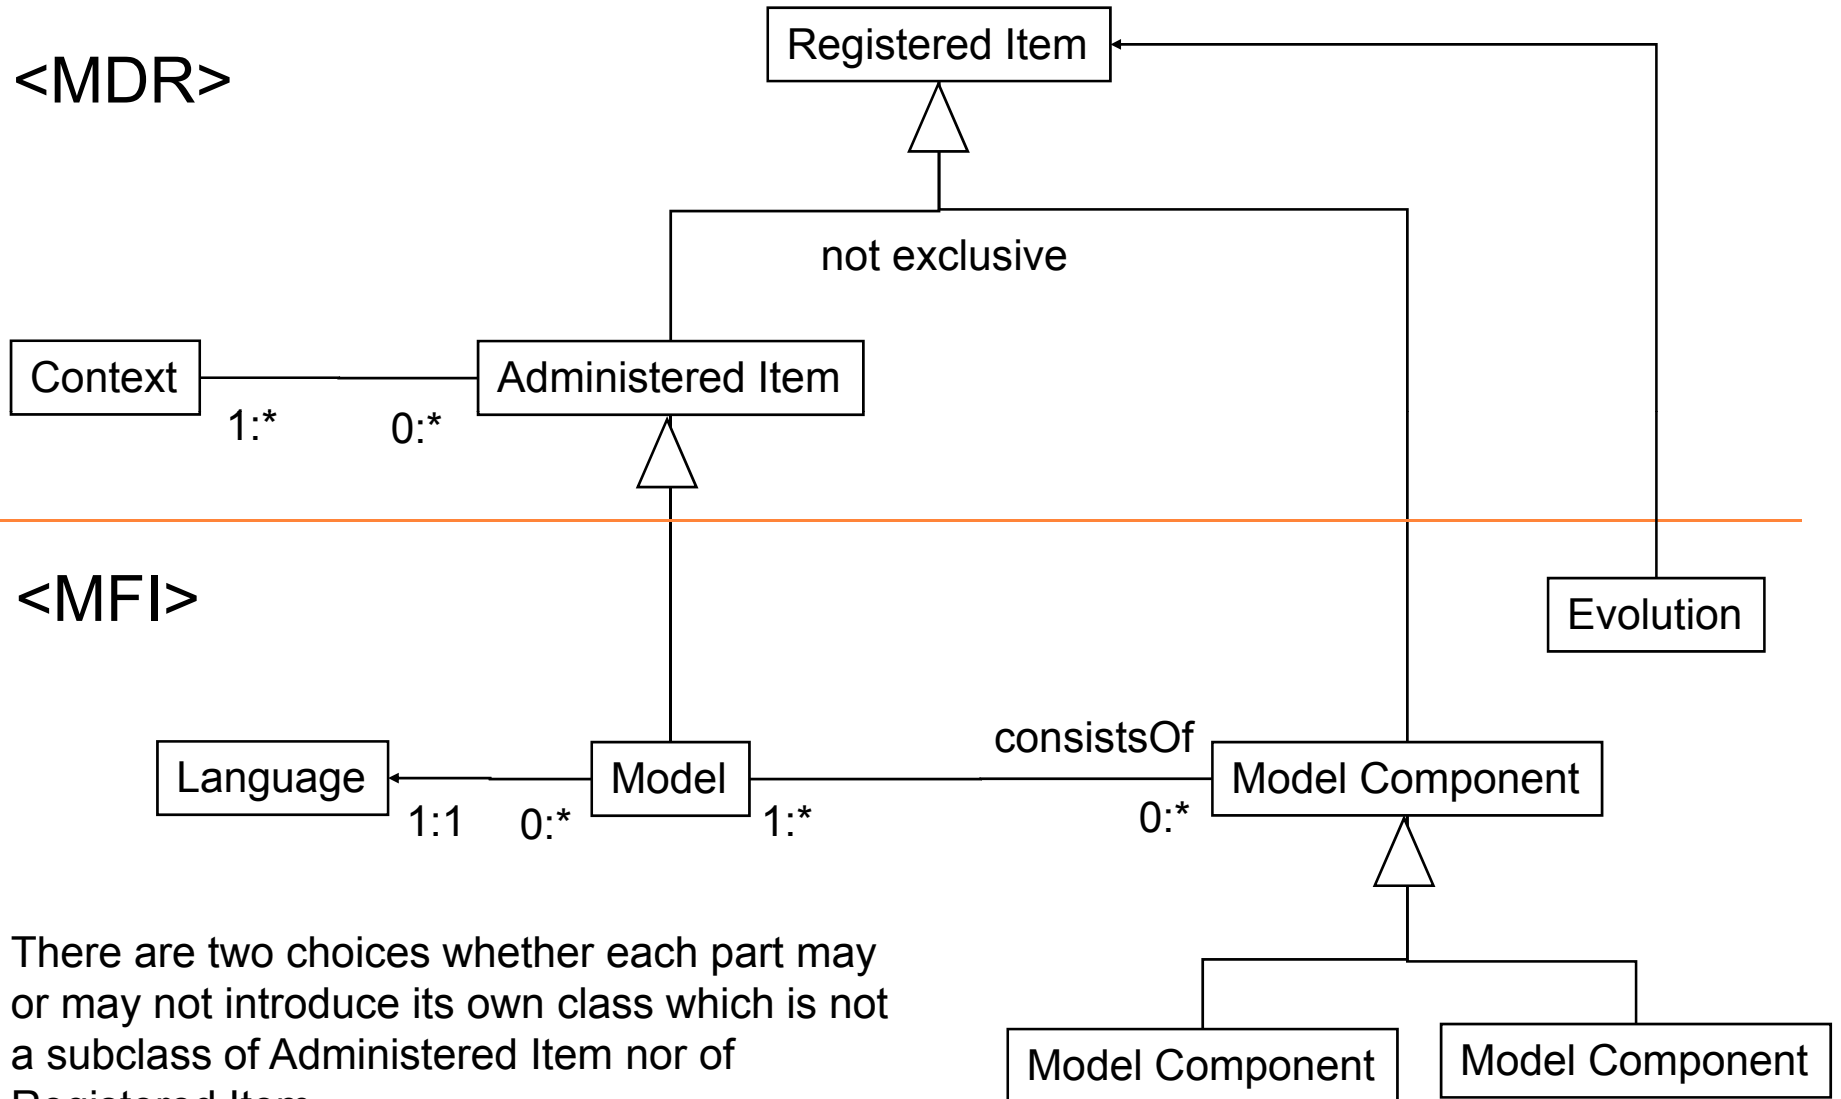 Registered Item
<MDR>
not exclusive
Context
Administered Item
1:*
0:*
<MFI>
Evolution
consistsOf
Language
Model
Model Component
1:1
0:*
1:*
0:*
There are two choices whether each part may
or may not introduce its own class which is not
a subclass of Administered Item nor of
Registered Item
Model Component
Model Component